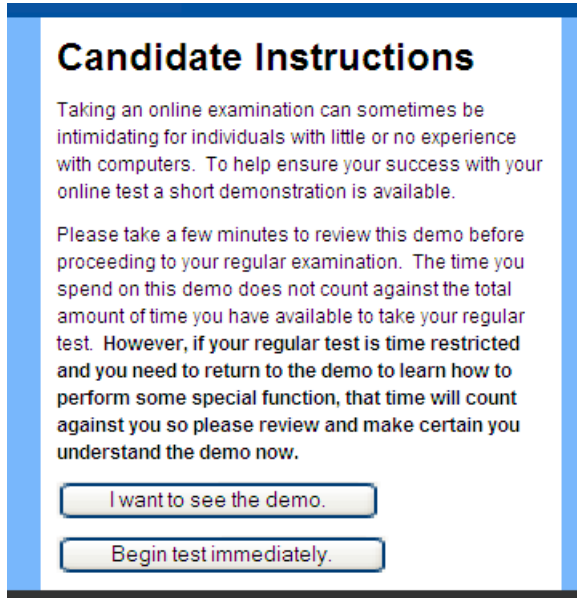 Candidate Instructions
Taking an online examination can sometimes be
intimidating for individuals with little or no experience
with computers.  To help ensure your success with your
online test a short demonstration is available.
Please take a few minutes to review this demo before
proceeding to your regular examination.  The time you
spend on this demo does not count against the total
amount of time you have available to take your regular
test.  However, if your regular test is time restricted
and you need to return to the demo to learn how to
perform some special function, that time will count
against you so please review and make certain you
understand the demo now.
I want to see the demo.
Begin test immediately.